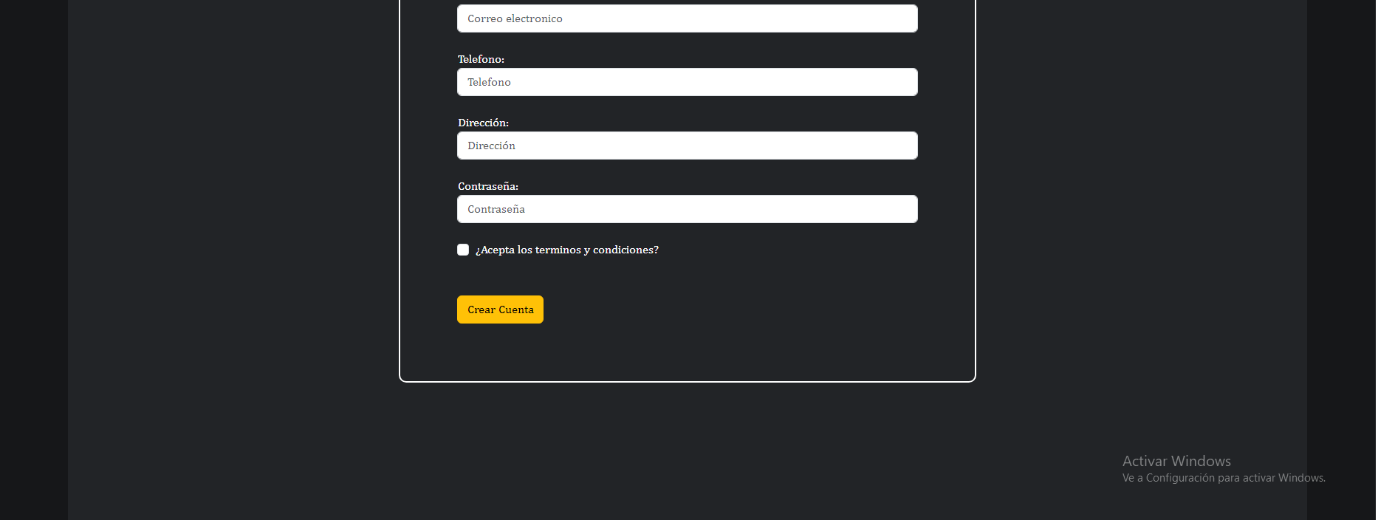 Correo electronico
Telefono:
Telefono
Dirección:
Dirección
Contraseña:
Contraseña
¿Acepta los terminos y condiciones?
Crear Cuenta
Activar Windows
Ve a Configuración para activar Windows.